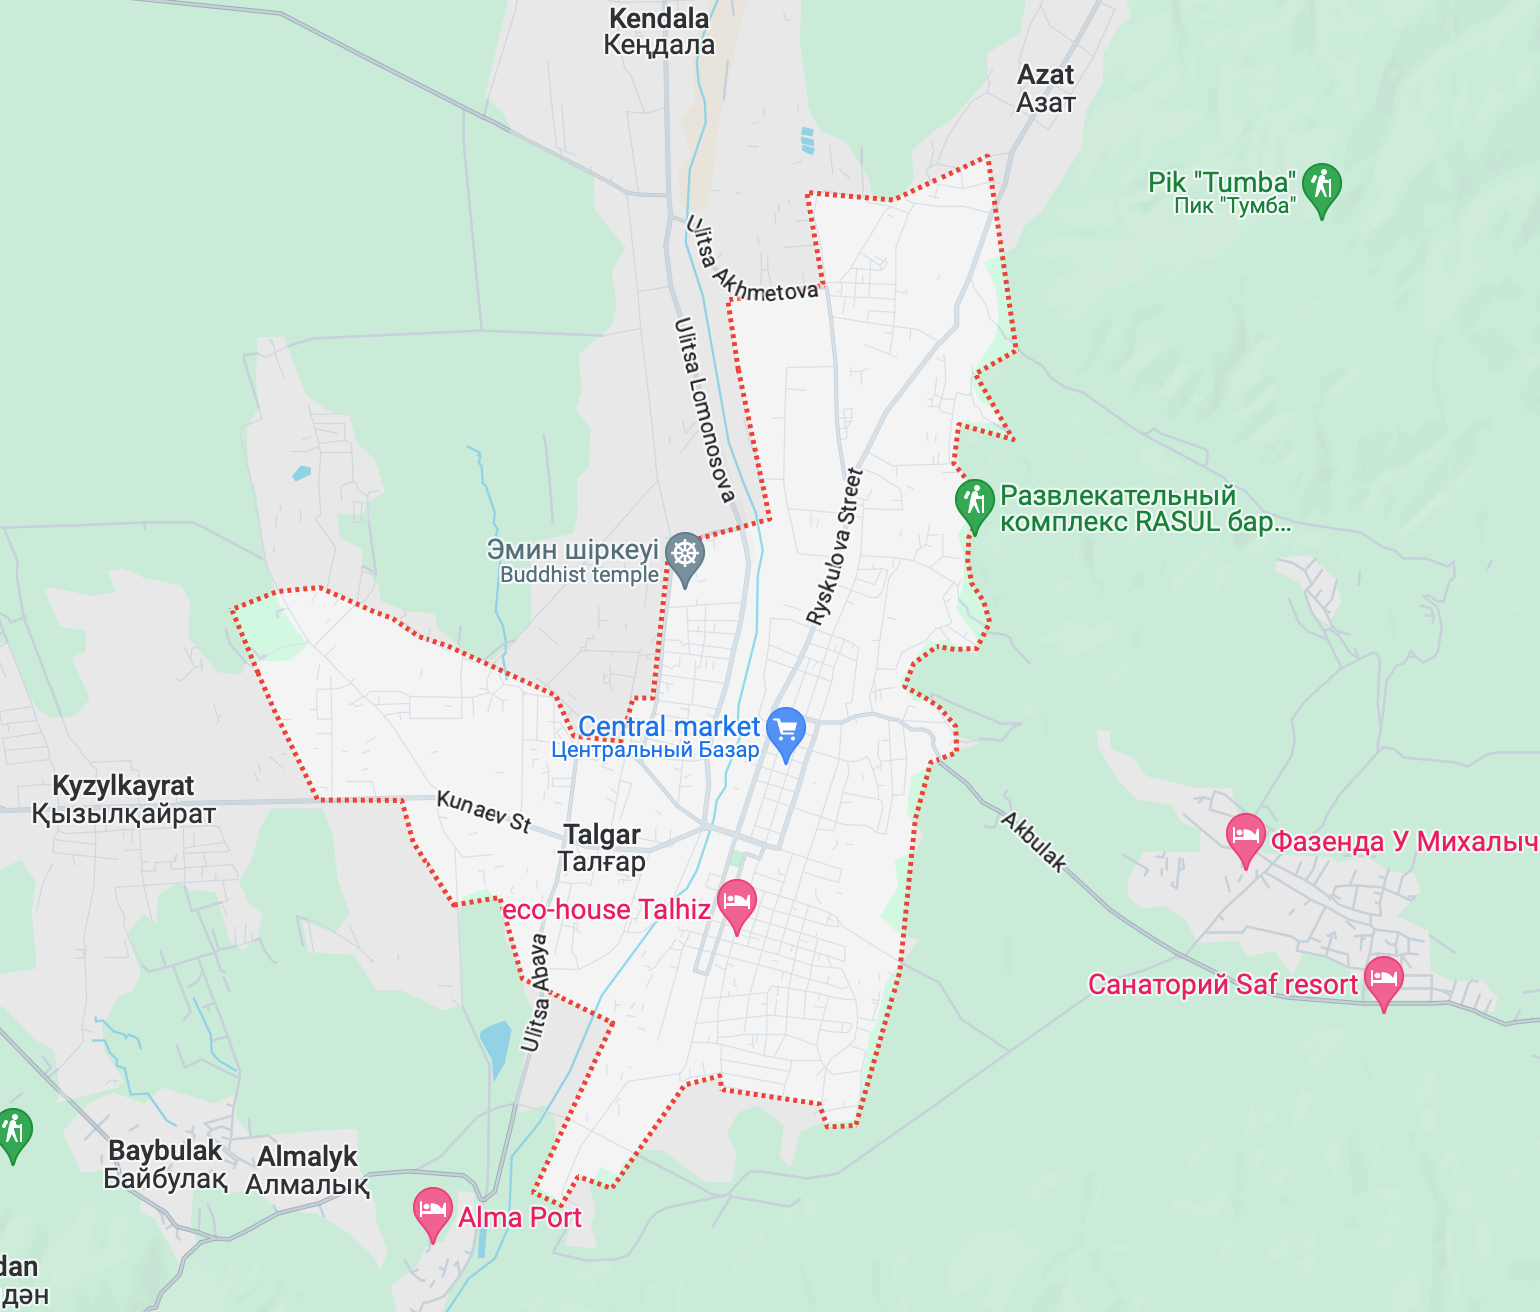 Kendala
Кеңдала
Azat
Азат
Pik "Tumba"
Пик "Тумба"
Ulitsa Akhmetova
Ulitsa Lomonosova
Ryskulova Street
Развлекательный
комплекс RASUL бар...
Эмин шіркеуі
Buddhist temple
Central market
Центральный Базар
Kyzylkayrat
Қызылқайрат
Kunaev St
Talgar
Талғар
Akbulak
Фазенда У Михалыч
eco-house Talhiz
Ulitsa Abaya
Санаторий Saf resort
Baybulak
Байбулақ
Almalyk
Алмалық
Alma Port
dan
дән